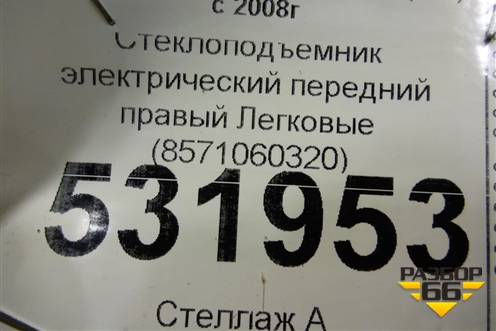 с 2008г
Стеклоподъемник
электрический передний
правый Легковые
(8571060320)
531953
Стеллаж А
РАЗБОР
66